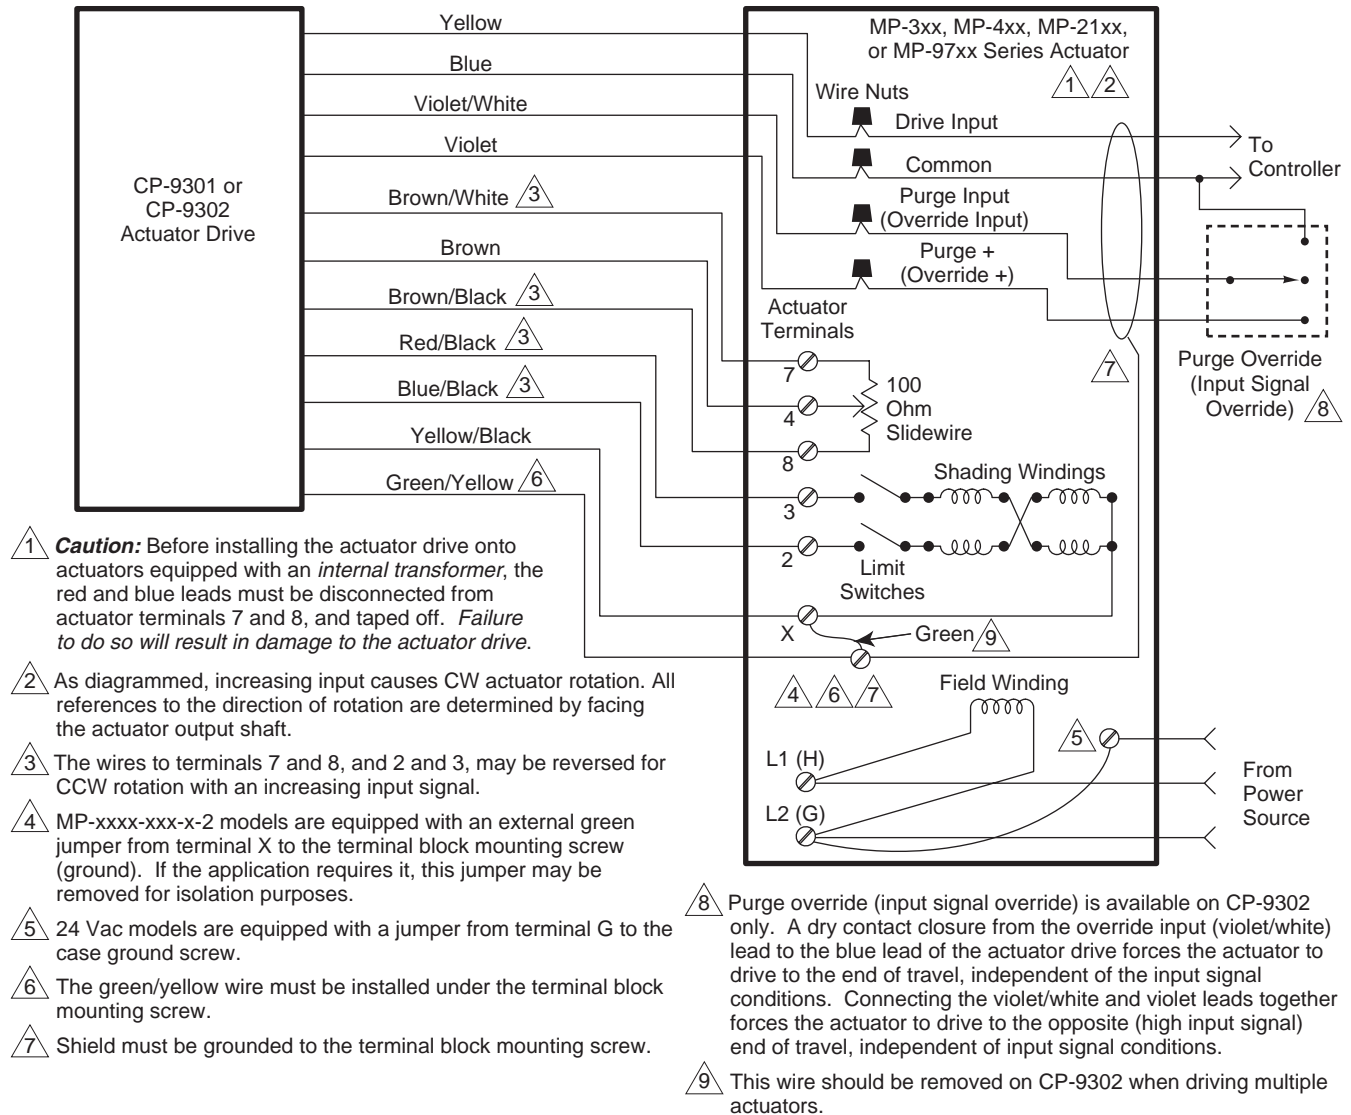 Yellow
Blue
Violet/White
Violet
Brown/White 3
Brown
Brown/Black 3
Red/Black 3
Blue/Black 3
Yellow/Black
Green/Yellow 6
CP-9301 or
CP-9302
Actuator Drive
MP-3xx, MP-4xx, MP-21xx,
or MP-97xx Series Actuator
1 2
Wire Nuts
Drive Input
Common
Purge Input
(Override Input)
Purge +
(Override +)
To
Controller
Actuator
Terminals
7
4
8
100
Ohm
Slidewire
7
Purge Override
(Input Signal
Override) 8
Shading Windings
3
2
Limit
Switches
X
Green 9
4 6 7
Field Winding
5
L1 (H)
L2 (G)
From
Power
Source
1 Caution: Before installing the actuator drive onto
actuators equipped with an internal transformer, the
red and blue leads must be disconnected from
actuator terminals 7 and 8, and taped off. Failure
to do so will result in damage to the actuator drive.
2 As diagrammed, increasing input causes CW actuator rotation. All
references to the direction of rotation are determined by facing
the actuator output shaft.
3 The wires to terminals 7 and 8, and 2 and 3, may be reversed for
CCW rotation with an increasing input signal.
4 MP-xxxx-xxx-x-2 models are equipped with an external green
jumper from terminal X to the terminal block mounting screw
(ground). If the application requires it, this jumper may be
removed for isolation purposes.
5 24 Vac models are equipped with a jumper from terminal G to the
case ground screw.
6 The green/yellow wire must be installed under the terminal block
mounting screw.
7 Shield must be grounded to the terminal block mounting screw.
8 Purge override (input signal override) is available on CP-9302
only. A dry contact closure from the override input (violet/white)
lead to the blue lead of the actuator drive forces the actuator to
drive to the end of travel, independent of the input signal
conditions. Connecting the violet/white and violet leads together
forces the actuator to drive to the opposite (high input signal)
end of travel, independent of input signal conditions.
9 This wire should be removed on CP-9302 when driving multiple
actuators.